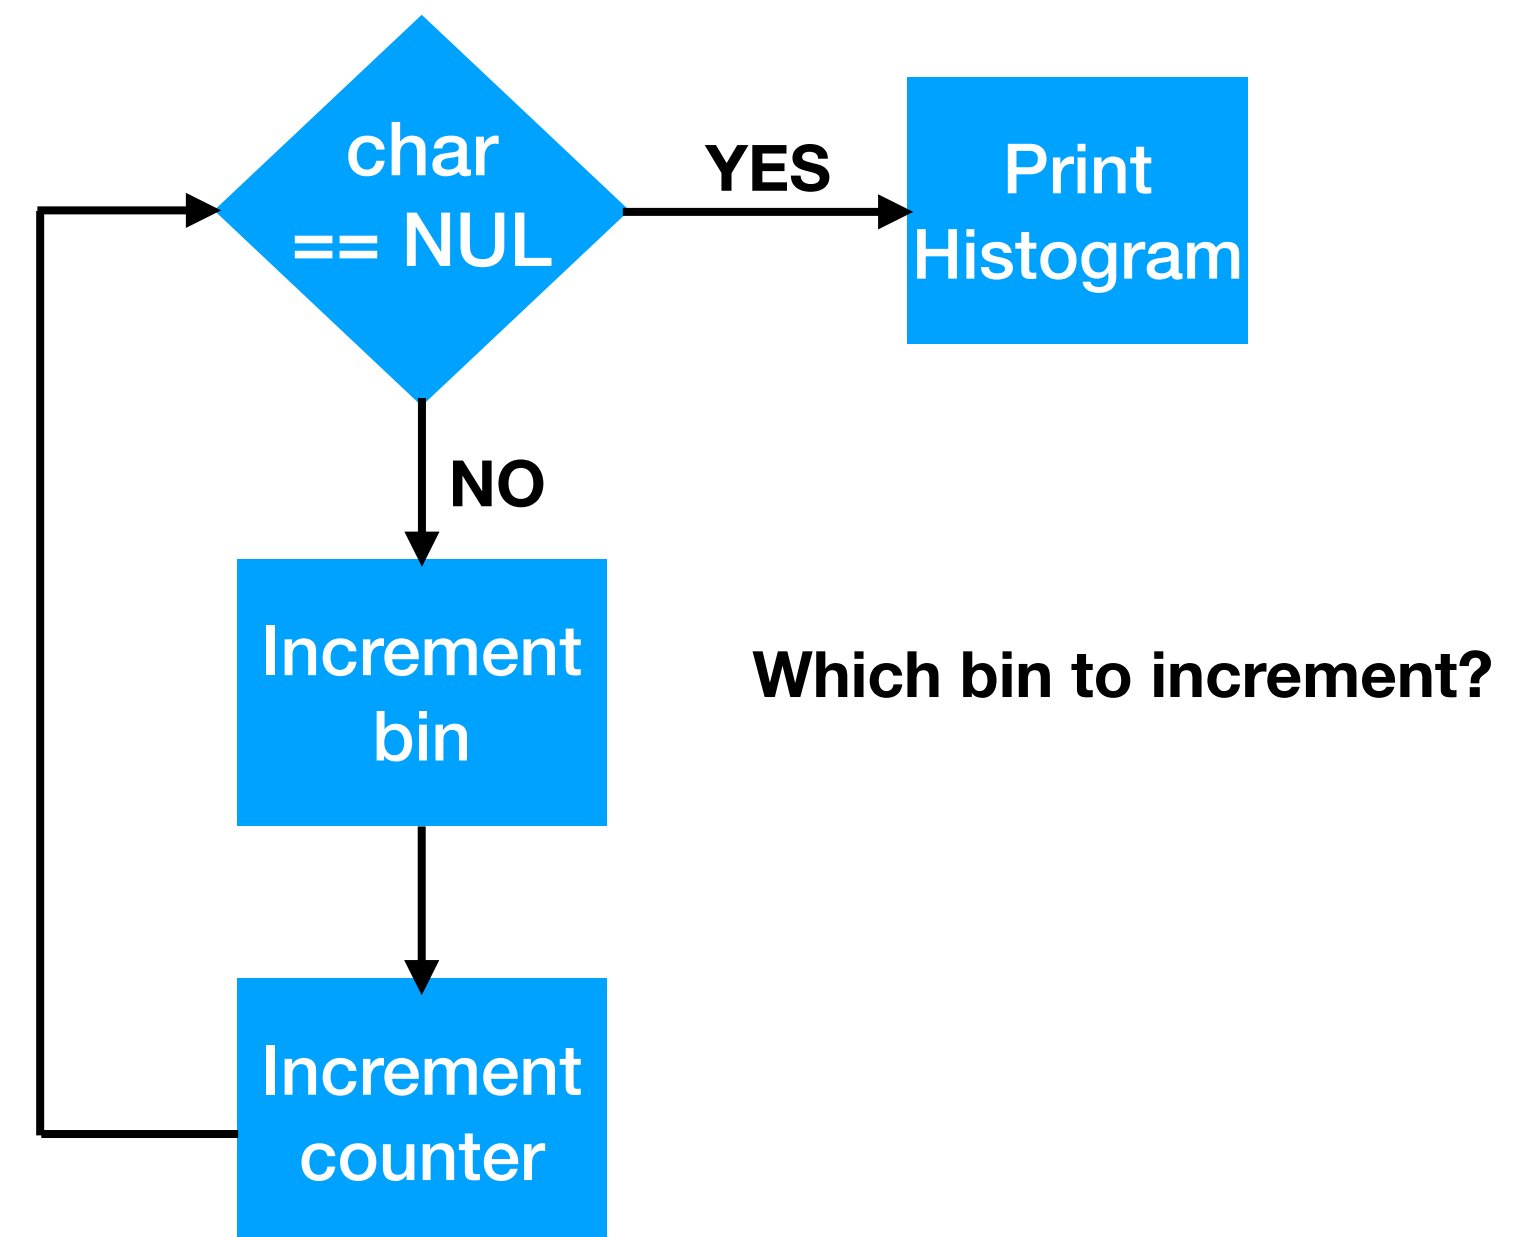 char
== NUL
YES
Print
Histogram
NO
Increment
bin
Which bin to increment?
Increment
counter